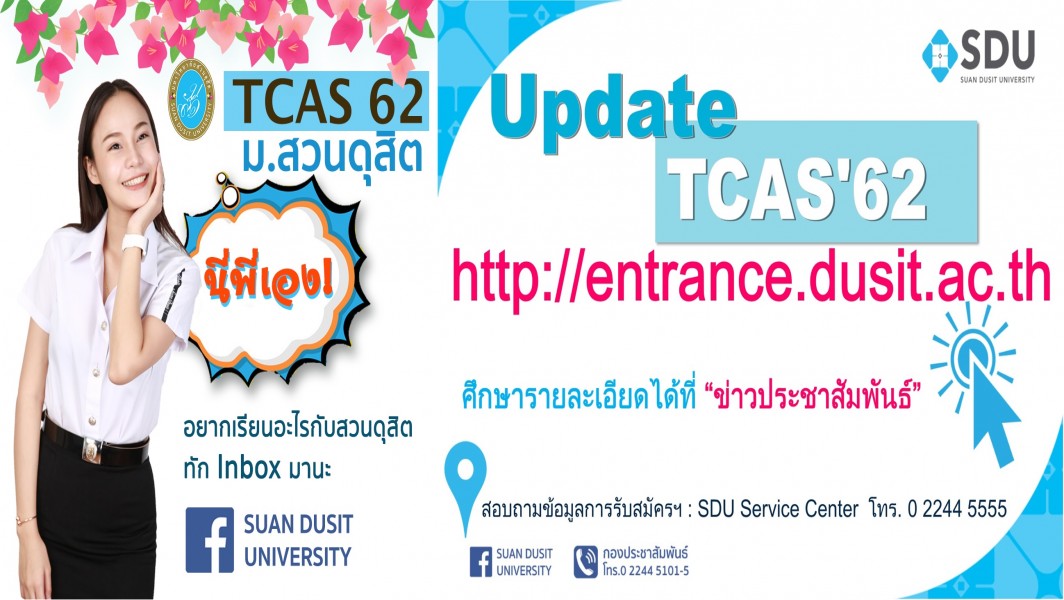 TCAS 62
ม.สวนดุสิต
นี่พี่เอง!
อยากเรียนอะไรกับสวนดุสิต
ทัก Inbox มานะ
SUAN DUSIT
UNIVERSITY
SDU
SUAN DUSIT UNIVERSITY
Update
TCAS'62
http://entrance.dusit.ac.th
ศึกษารายละเอียดได้ที่ “ข่าวประชาสัมพันธ์”
สอบถามข้อมูลการรับสมัครฯ : SDU Service Center โทร. 0 2244 5555
SUAN DUSIT
UNIVERSITY
กองประชาสัมพันธ์
โทร.0 2244 5101-5